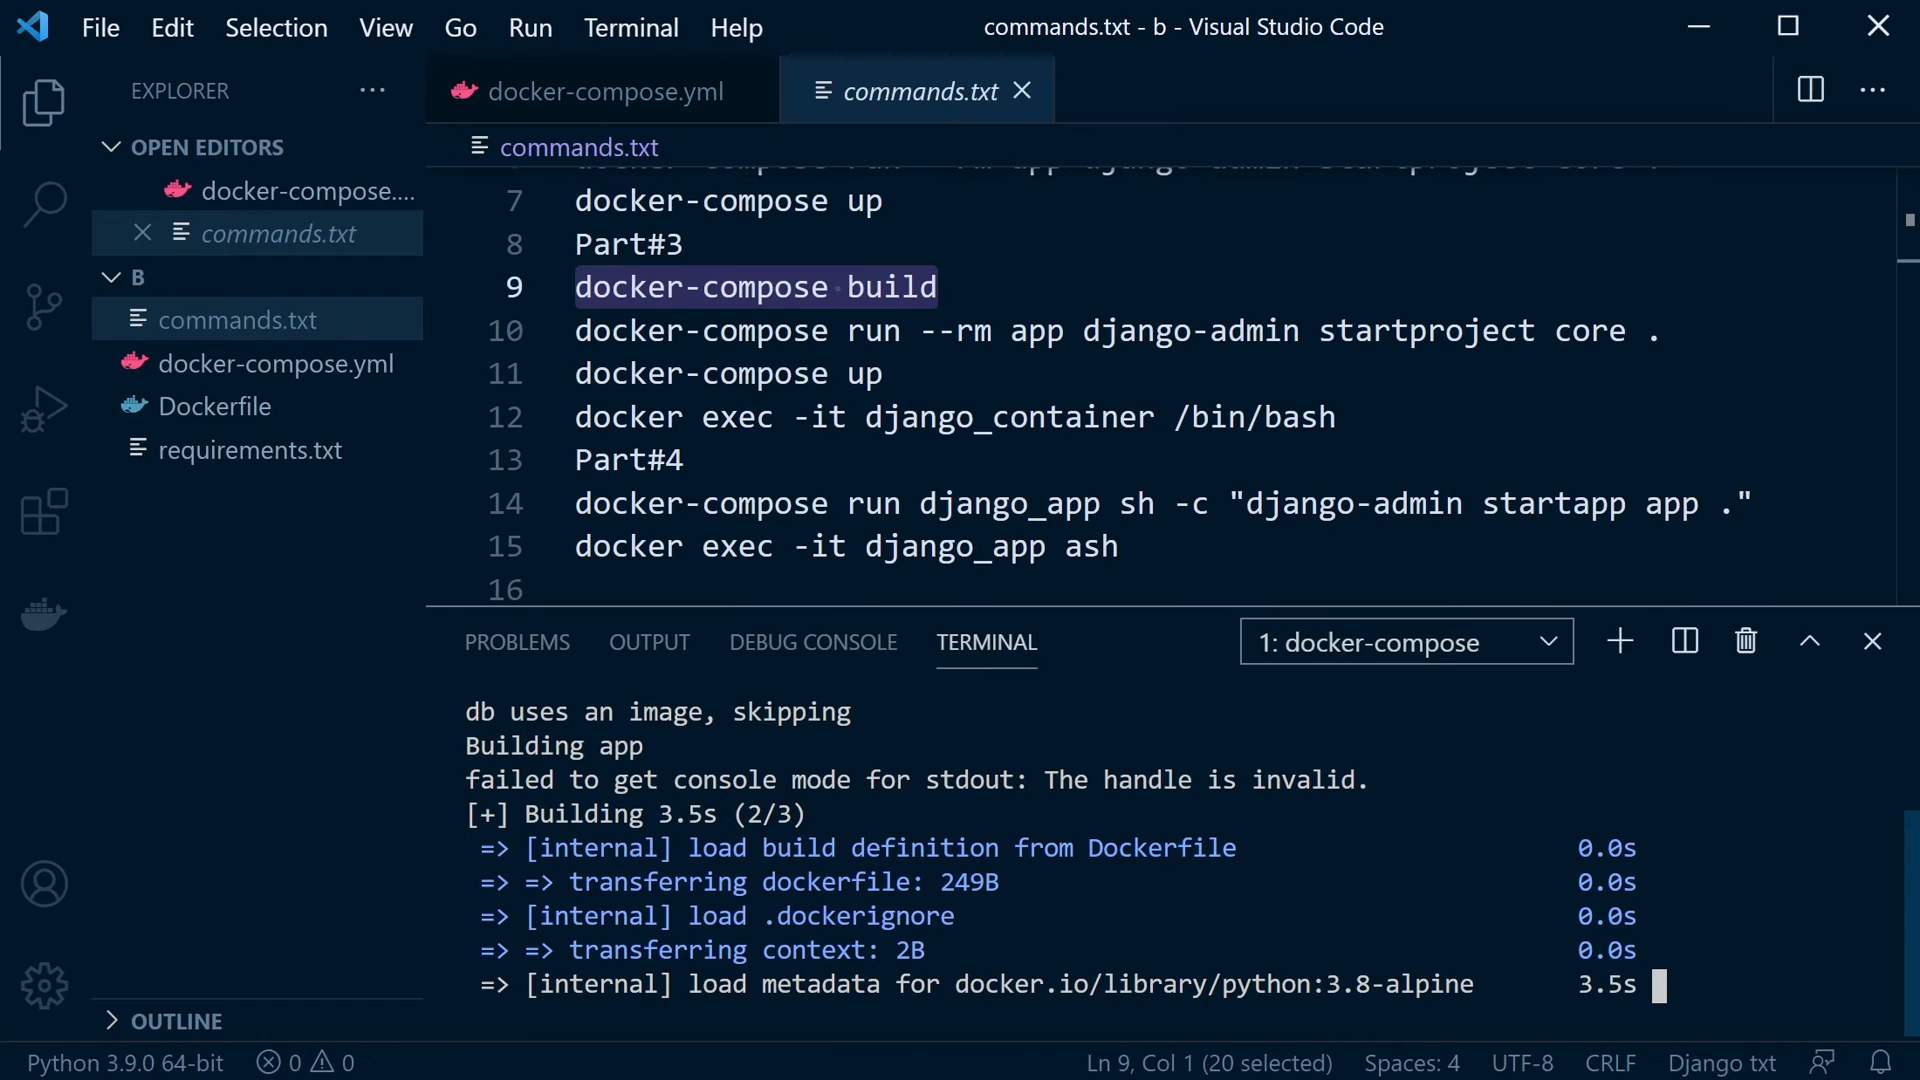 File Edit Selection View Go Run Terminal Help commands.txt - b - Visual Studio Code
EXPLORER
docker-compose.yml
commands.txt
OPEN EDITORS
docker-compose....
commands.txt
B
commands.txt
docker-compose.yml
Dockerfile
requirements.txt
OUTLINE
commands.txt
docker-compose run --rm app django-admin startproject core .
7 docker-compose up
8 Part#3
9 docker-compose build
10 docker-compose run --rm app django-admin startproject core .
11 docker-compose up
12 docker exec -it django_container /bin/bash
13 Part#4
14 docker-compose run django_app sh -c "django-admin startapp app ."
15 docker exec -it django_app ash
16
PROBLEMS OUTPUT DEBUG CONSOLE TERMINAL 1: docker-compose
db uses an image, skipping
Building app
failed to get console mode for stdout: The handle is invalid.
[+] Building 3.5s (2/3)
=> [internal] load build definition from Dockerfile 0.0s
=> => transferring dockerfile: 249B 0.0s
=> [internal] load .dockerignore 0.0s
=> => transferring context: 2B 0.0s
=> [internal] load metadata for docker.io/library/python:3.8-alpine 3.5s
Python 3.9.0 64-bit 0 0 Ln 9, Col 1 (20 selected) Spaces: 4 UTF-8 CRLF Django txt